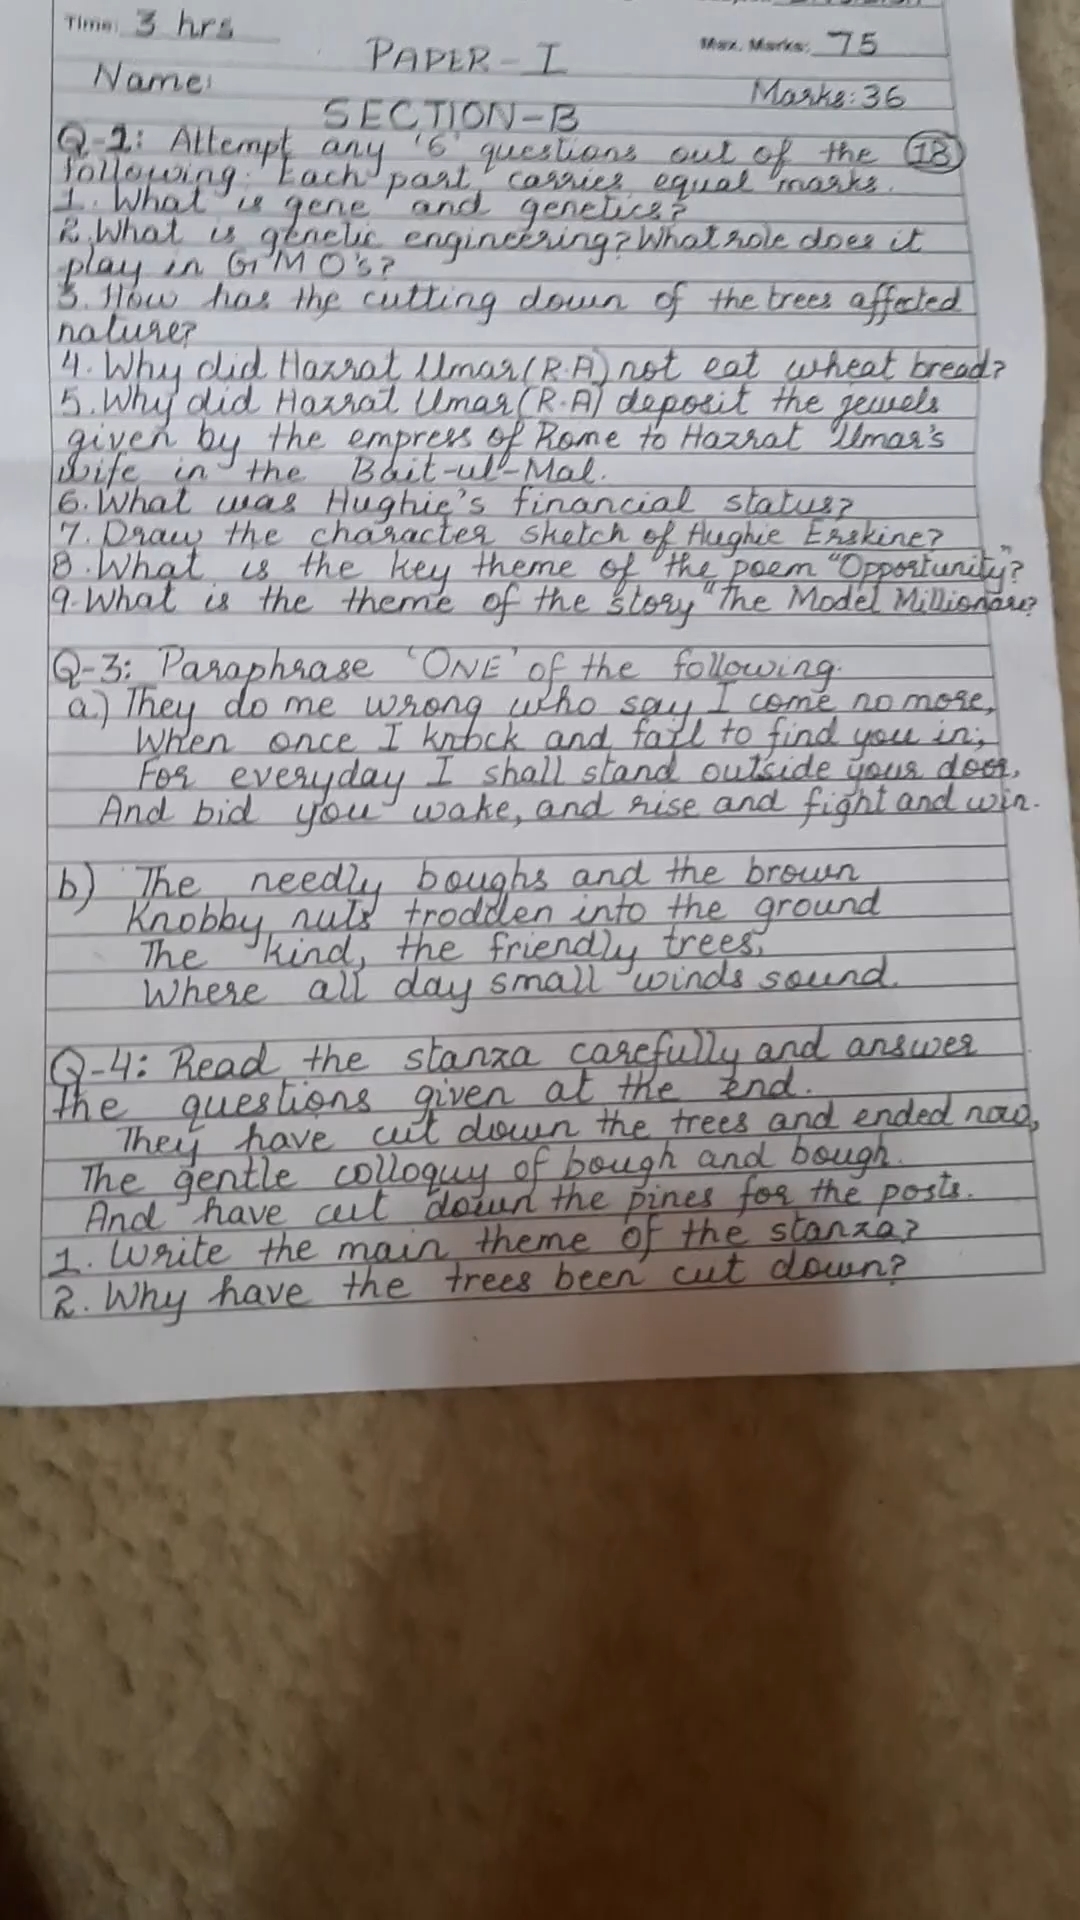 Time: 3 hrs
Max. Marks: 75
PAPER-I
Name:
Marks: 36
SECTION-B
Q-2: Attempt any '6' questions out of the 18
following. Each part carries equal marks.
1. What is gene and genetics?
2. What is genetic engineering? What role does it
play in GMO's?
3. How has the cutting down of the trees affected
nature?
4. Why did Hazrat Umar (R.A) not eat wheat bread?
5. Why did Hazrat Umar (R.A) deposit the jewels
given by the empress of Rome to Hazrat Umar's
wife in the Bait-ul-Mal.
6. What was Hughie's financial status?
7. Draw the character sketch of Hughie Erskine?
8. What is the key theme of the poem "Opportunity"?
9. What is the theme of the story "The Model Millionare?
Q-3: Paraphrase 'ONE' of the following.
a.) They do me wrong who say I come no more,
When once I knock and fail to find you in;
For everyday I shall stand outside your door,
And bid you wake, and rise and fight and win.
b) The needly boughs and the brown
Knobby nuts trodden into the ground
The kind, the friendly trees,
Where all day small winds sound.
Q-4: Read the stanza carefully and answer
the questions given at the end.
They have cut down the trees and ended now,
The gentle colloquy of bough and bough.
And have cut down the pines for the posts.
1. Write the main theme of the stanza?
2. Why have the trees been cut down?